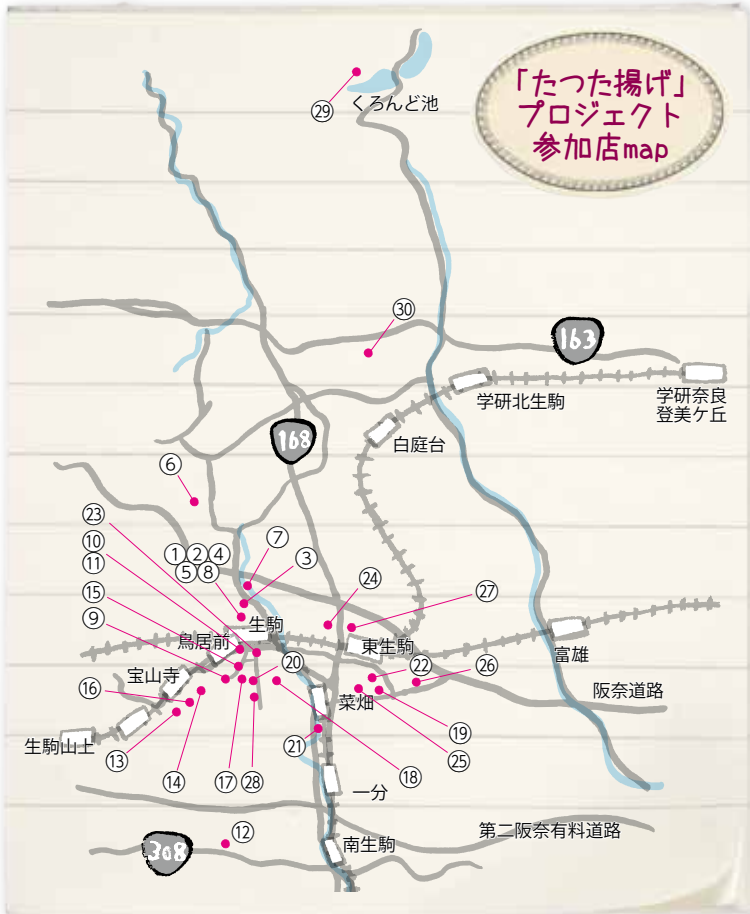 「たつた揚げ」
プロジェクト
参加店map
㉙
くろんど池
㉚
163
学研北生駒
学研奈良
登美ケ丘
白庭台
168
⑥
㉓
⑩
⑪
①②④
⑤⑧
⑦
③
⑮
⑨
㉔
㉗
生駒
鳥居前
東生駒
富雄
宝山寺
⑯
⑳
㉒
㉖
阪奈道路
菜畑
⑲
生駒山上
⑬
⑭
⑰
㉘
㉑
⑱
㉕
一分
第二阪奈有料道路
⑫
308
南生駒